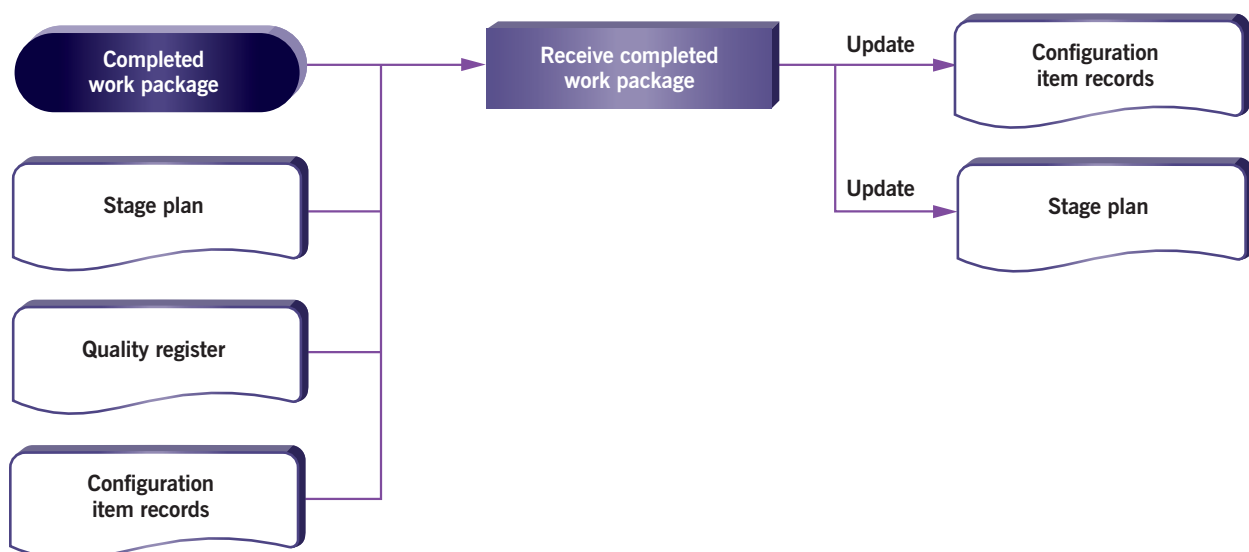 Completed
work package
Stage plan
Quality register
Configuration
item records
Receive completed
work package
Update
Configuration
item records
Update
Stage plan